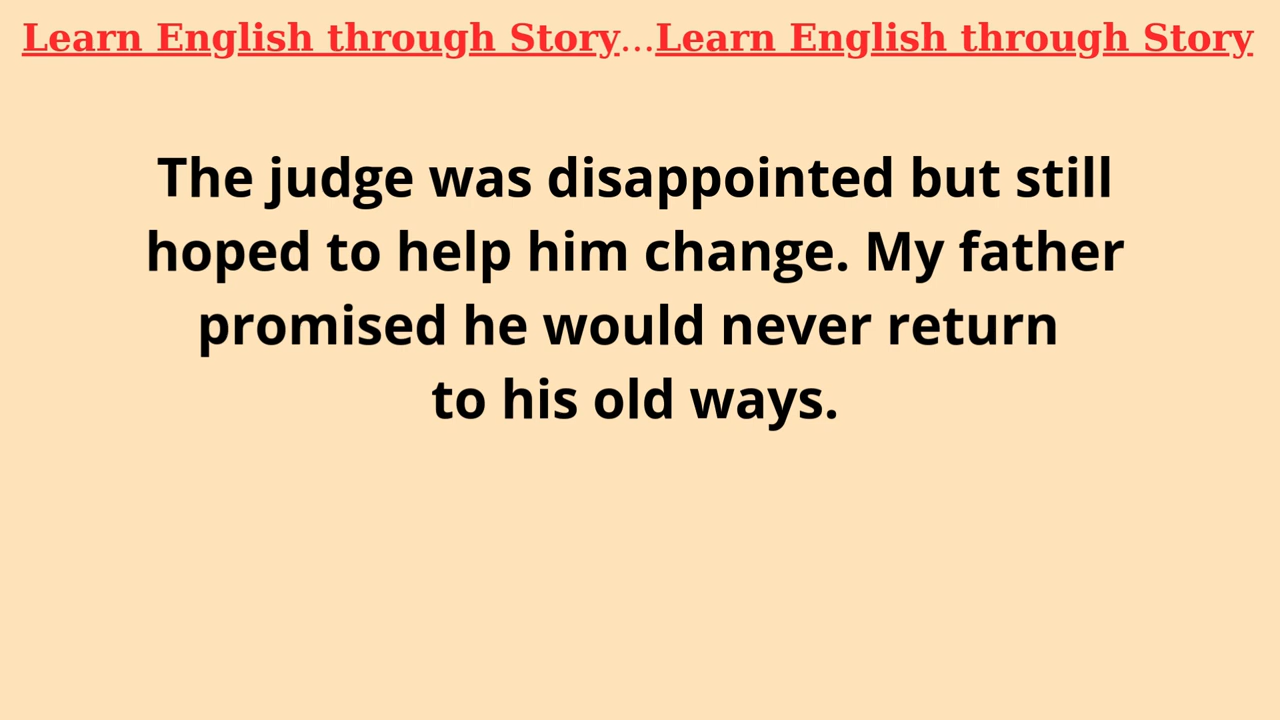 Learn English through Story...Learn English through Story
The judge was disappointed but still
hoped to help him change. My father
promised he would never return
to his old ways.